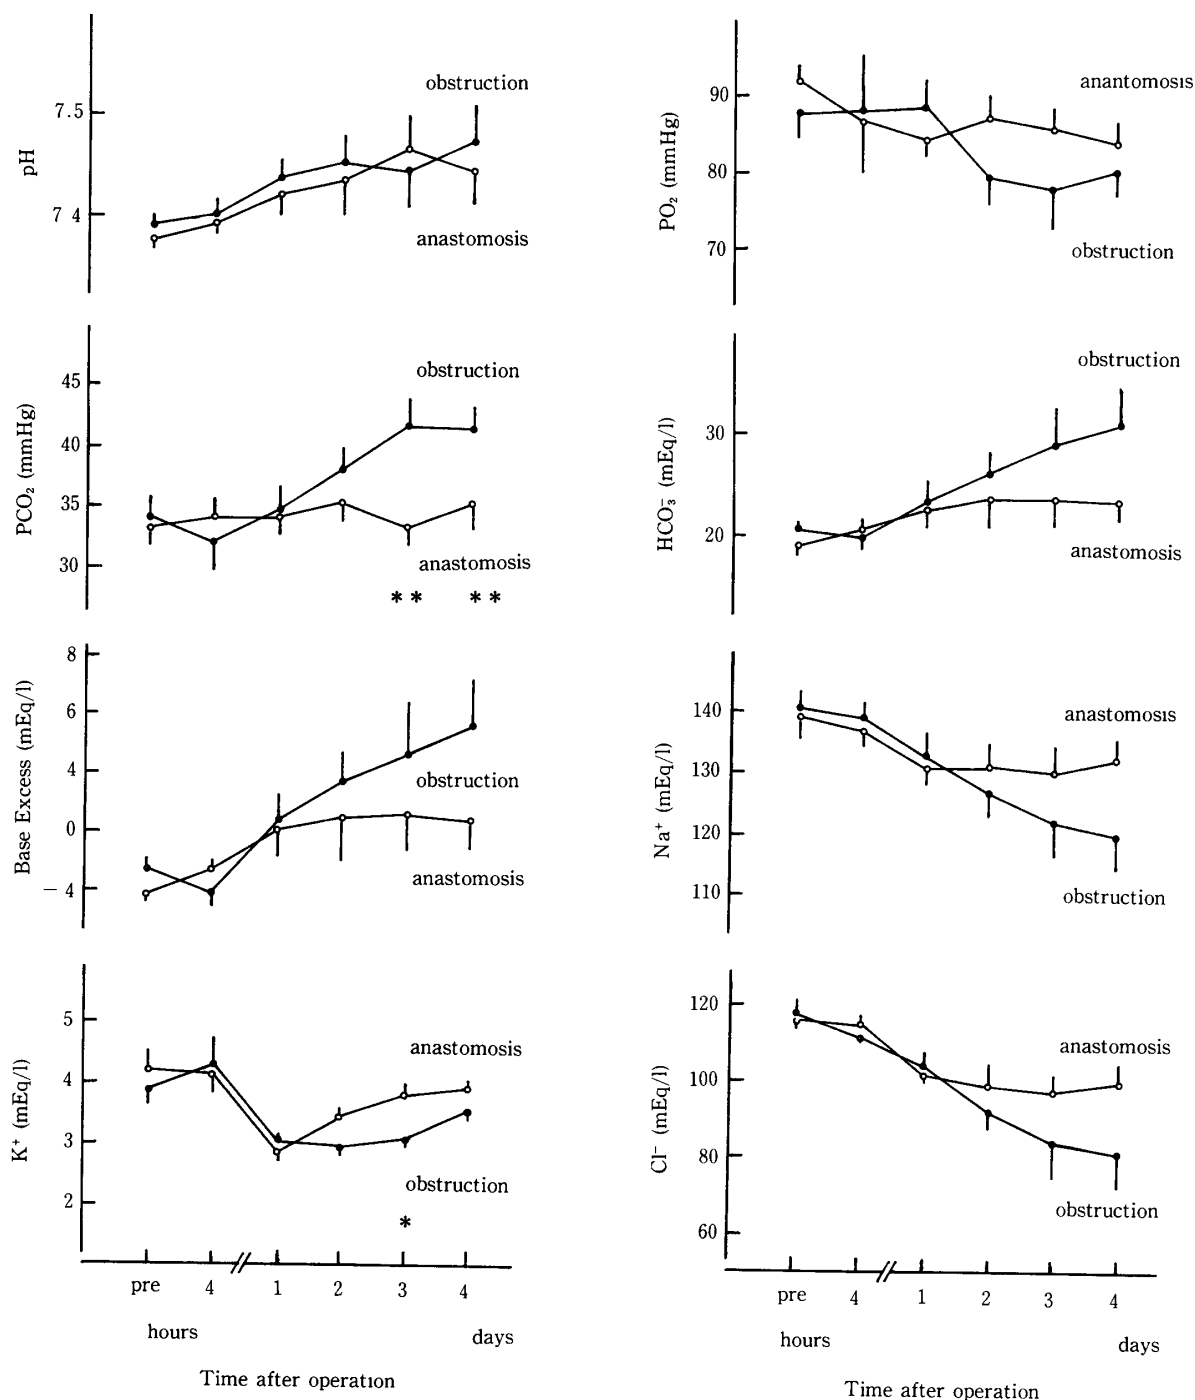 obstruction
7.5
pH
7 4
anastomosis
obstruction
45
40
PCO₂ (mmHg)
35
30
anastomosis
** **
8
6
4
Base Excess (mEq/l)
obstruction
0
− 4
anastomosis
5
anastomosis
4
K⁺ (mEq/l)
3
obstruction
2
*
pre 4 1 2 3 4
hours days
Time after operation
anantomosis
90
PO₂ (mmHg)
80
70
obstruction
obstruction
30
HCO₃⁻ (mEq/l)
20
anastomosis
140
anastomosis
130
Na⁺ (mEq/l)
120
110
obstruction
120
anastomosis
100
Cl⁻ (mEq/l)
80
obstruction
60
pre 4 1 2 3 4
hours days
Time after operation